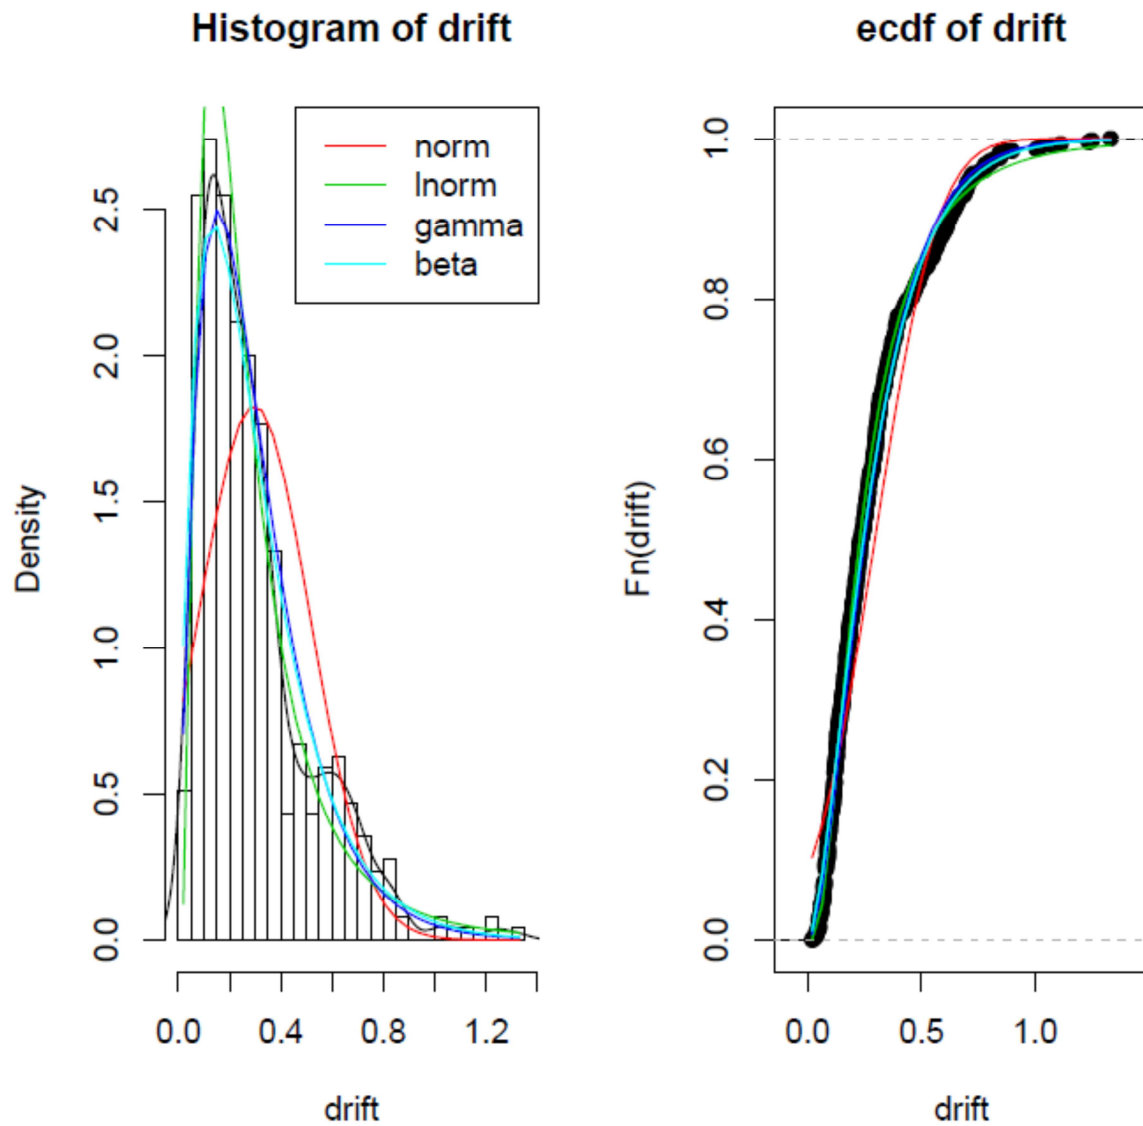 Histogram of drift
norm
lnorm
gamma
beta
Density
0.0
0.5
1.0
1.5
2.0
2.5
0.0 0.4 0.8 1.2
drift
ecdf of drift
Fn(drift)
0.0
0.2
0.4
0.6
0.8
1.0
0.0 0.5 1.0
drift